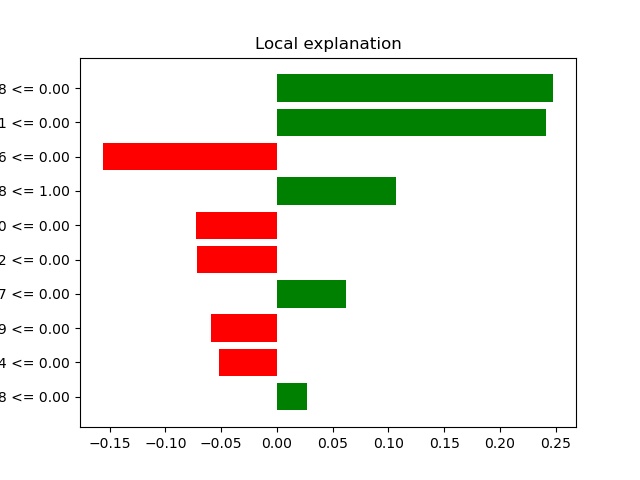 Local explanation
8 <= 0.00
1 <= 0.00
6 <= 0.00
8 <= 1.00
0 <= 0.00
2 <= 0.00
7 <= 0.00
9 <= 0.00
4 <= 0.00
8 <= 0.00
−0.15 −0.10 −0.05 0.00 0.05 0.10 0.15 0.20 0.25